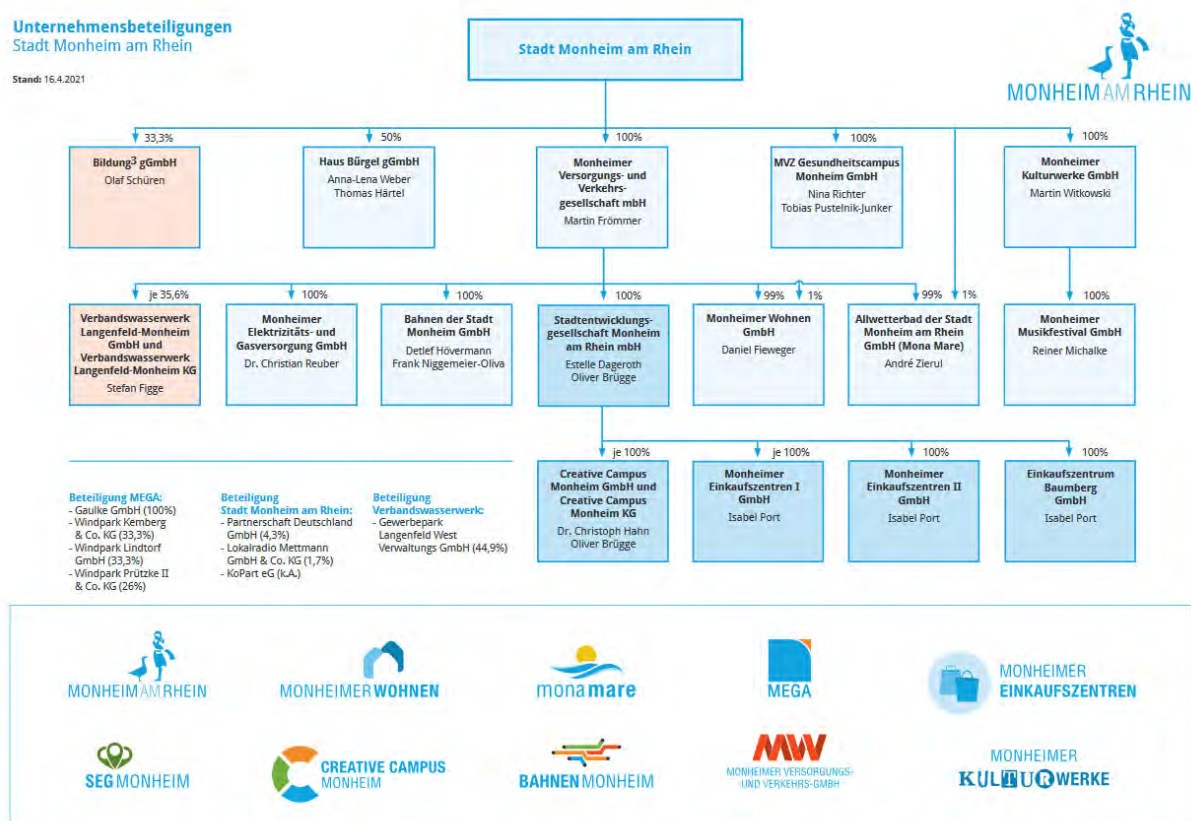 Unternehmensbeteiligungen
Stadt Monheim am Rhein
Stand: 16.4.2021
Stadt Monheim am Rhein
MONHEIM AM RHEIN
33,3%
50%
100%
100%
100%
Bildung³ gGmbH
Olaf Schüren
Haus Bürgel gGmbH
Anna-Lena Weber
Thomas Härtel
Monheimer
Versorgungs- und
Verkehrs-
gesellschaft mbH
Martin Frömmer
MVZ Gesundheitscampus
Monheim GmbH
Nina Richter
Tobias Pustelnik-Junker
Monheimer
Kulturwerke GmbH
Martin Witkowski
je 35,6%
100%
100%
100%
99%
1%
99%
1%
100%
Verbandswasserwerk
Langenfeld-Monheim
GmbH und
Verbandswasserwerk
Langenfeld-Monheim KG
Stefan Figge
Monheimer
Elektrizitäts- und
Gasversorgung GmbH
Dr. Christian Reuber
Bahnen der Stadt
Monheim GmbH
Detlef Hövermann
Frank Niggemeier-Oliva
Stadtentwicklungs-
gesellschaft Monheim
am Rhein mbH
Estelle Dageroth
Oliver Brügge
Monheimer Wohnen
GmbH
Daniel Fieweger
Allwetterbad der Stadt
Monheim am Rhein
GmbH (Mona Mare)
André Zierul
Monheimer
Musikfestival GmbH
Reiner Michalke
je 100%
je 100%
100%
100%
Creative Campus
Monheim GmbH und
Creative Campus
Monheim KG
Dr. Christoph Hahn
Oliver Brügge
Monheimer
Einkaufszentren I
GmbH
Isabel Port
Monheimer
Einkaufszentren II
GmbH
Isabel Port
Einkaufszentrum
Baumberg
GmbH
Isabel Port
Beteiligung MEGA:
- Gaulke GmbH (100%)
- Windpark Kemberg
& Co. KG (33,3%)
- Windpark Lindtorf
GmbH (33,3%)
- Windpark Prützke II
& Co. KG (26%)
Beteiligung
Stadt Monheim am Rhein:
- Partnerschaft Deutschland
GmbH (4,3%)
- Lokalradio Mettmann
GmbH & Co. KG (1,7%)
- KoPart eG (k.A.)
Beteiligung
Verbandswasserwerk:
- Gewerbepark
Langenfeld West
Verwaltungs GmbH (44,9%)
MONHEIM AM RHEIN
MONHEIMER WOHNEN
monamare
MEGA
MONHEIMER
EINKAUFSZENTREN
SEG MONHEIM
CREATIVE CAMPUS
MONHEIM
BAHNEN MONHEIM
MVV
MONHEIMER VERSORGUNGS-
UND VERKEHRS-GMBH
MONHEIMER
KULTURWERKE